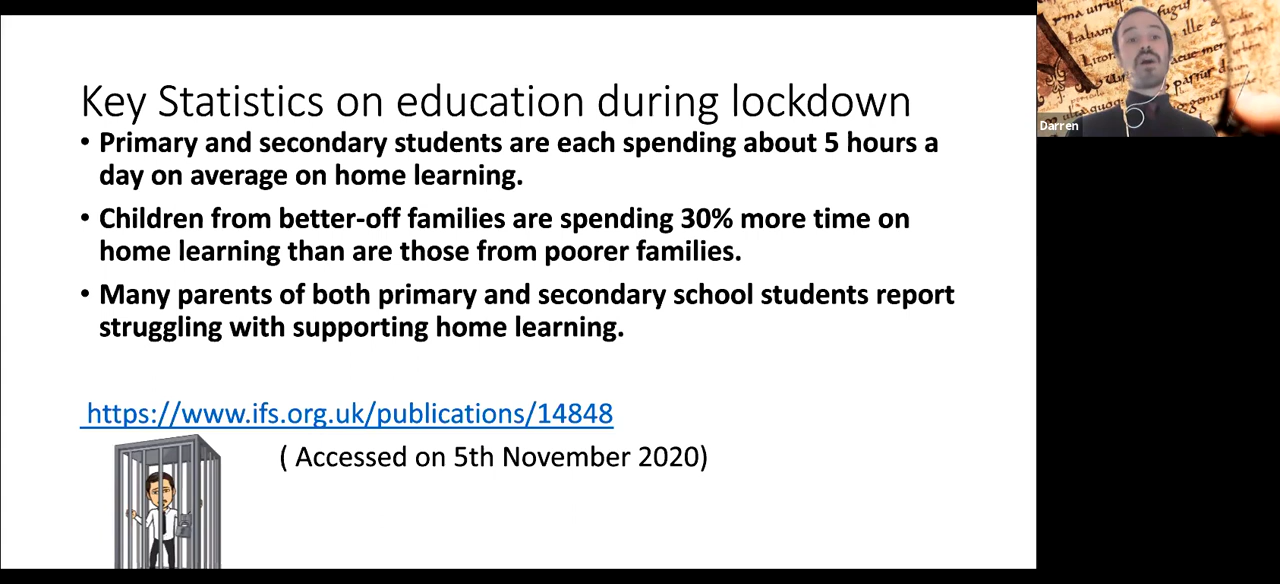 Key Statistics on education during lockdown
• Primary and secondary students are each spending about 5 hours a
day on average on home learning.
• Children from better-off families are spending 30% more time on
home learning than are those from poorer families.
• Many parents of both primary and secondary school students report
struggling with supporting home learning.
https://www.ifs.org.uk/publications/14848
( Accessed on 5th November 2020)
Darren